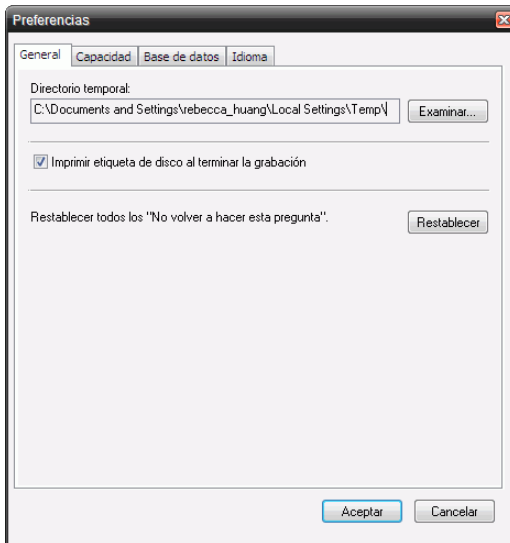 Preferencias
General Capacidad Base de datos Idioma
Directorio temporal:
C:\Documents and Settings\rebecca_huang\Local Settings\Temp\
Examinar...
Imprimir etiqueta de disco al terminar la grabación
Restablecer todos los "No volver a hacer esta pregunta".
Restablecer
Aceptar Cancelar